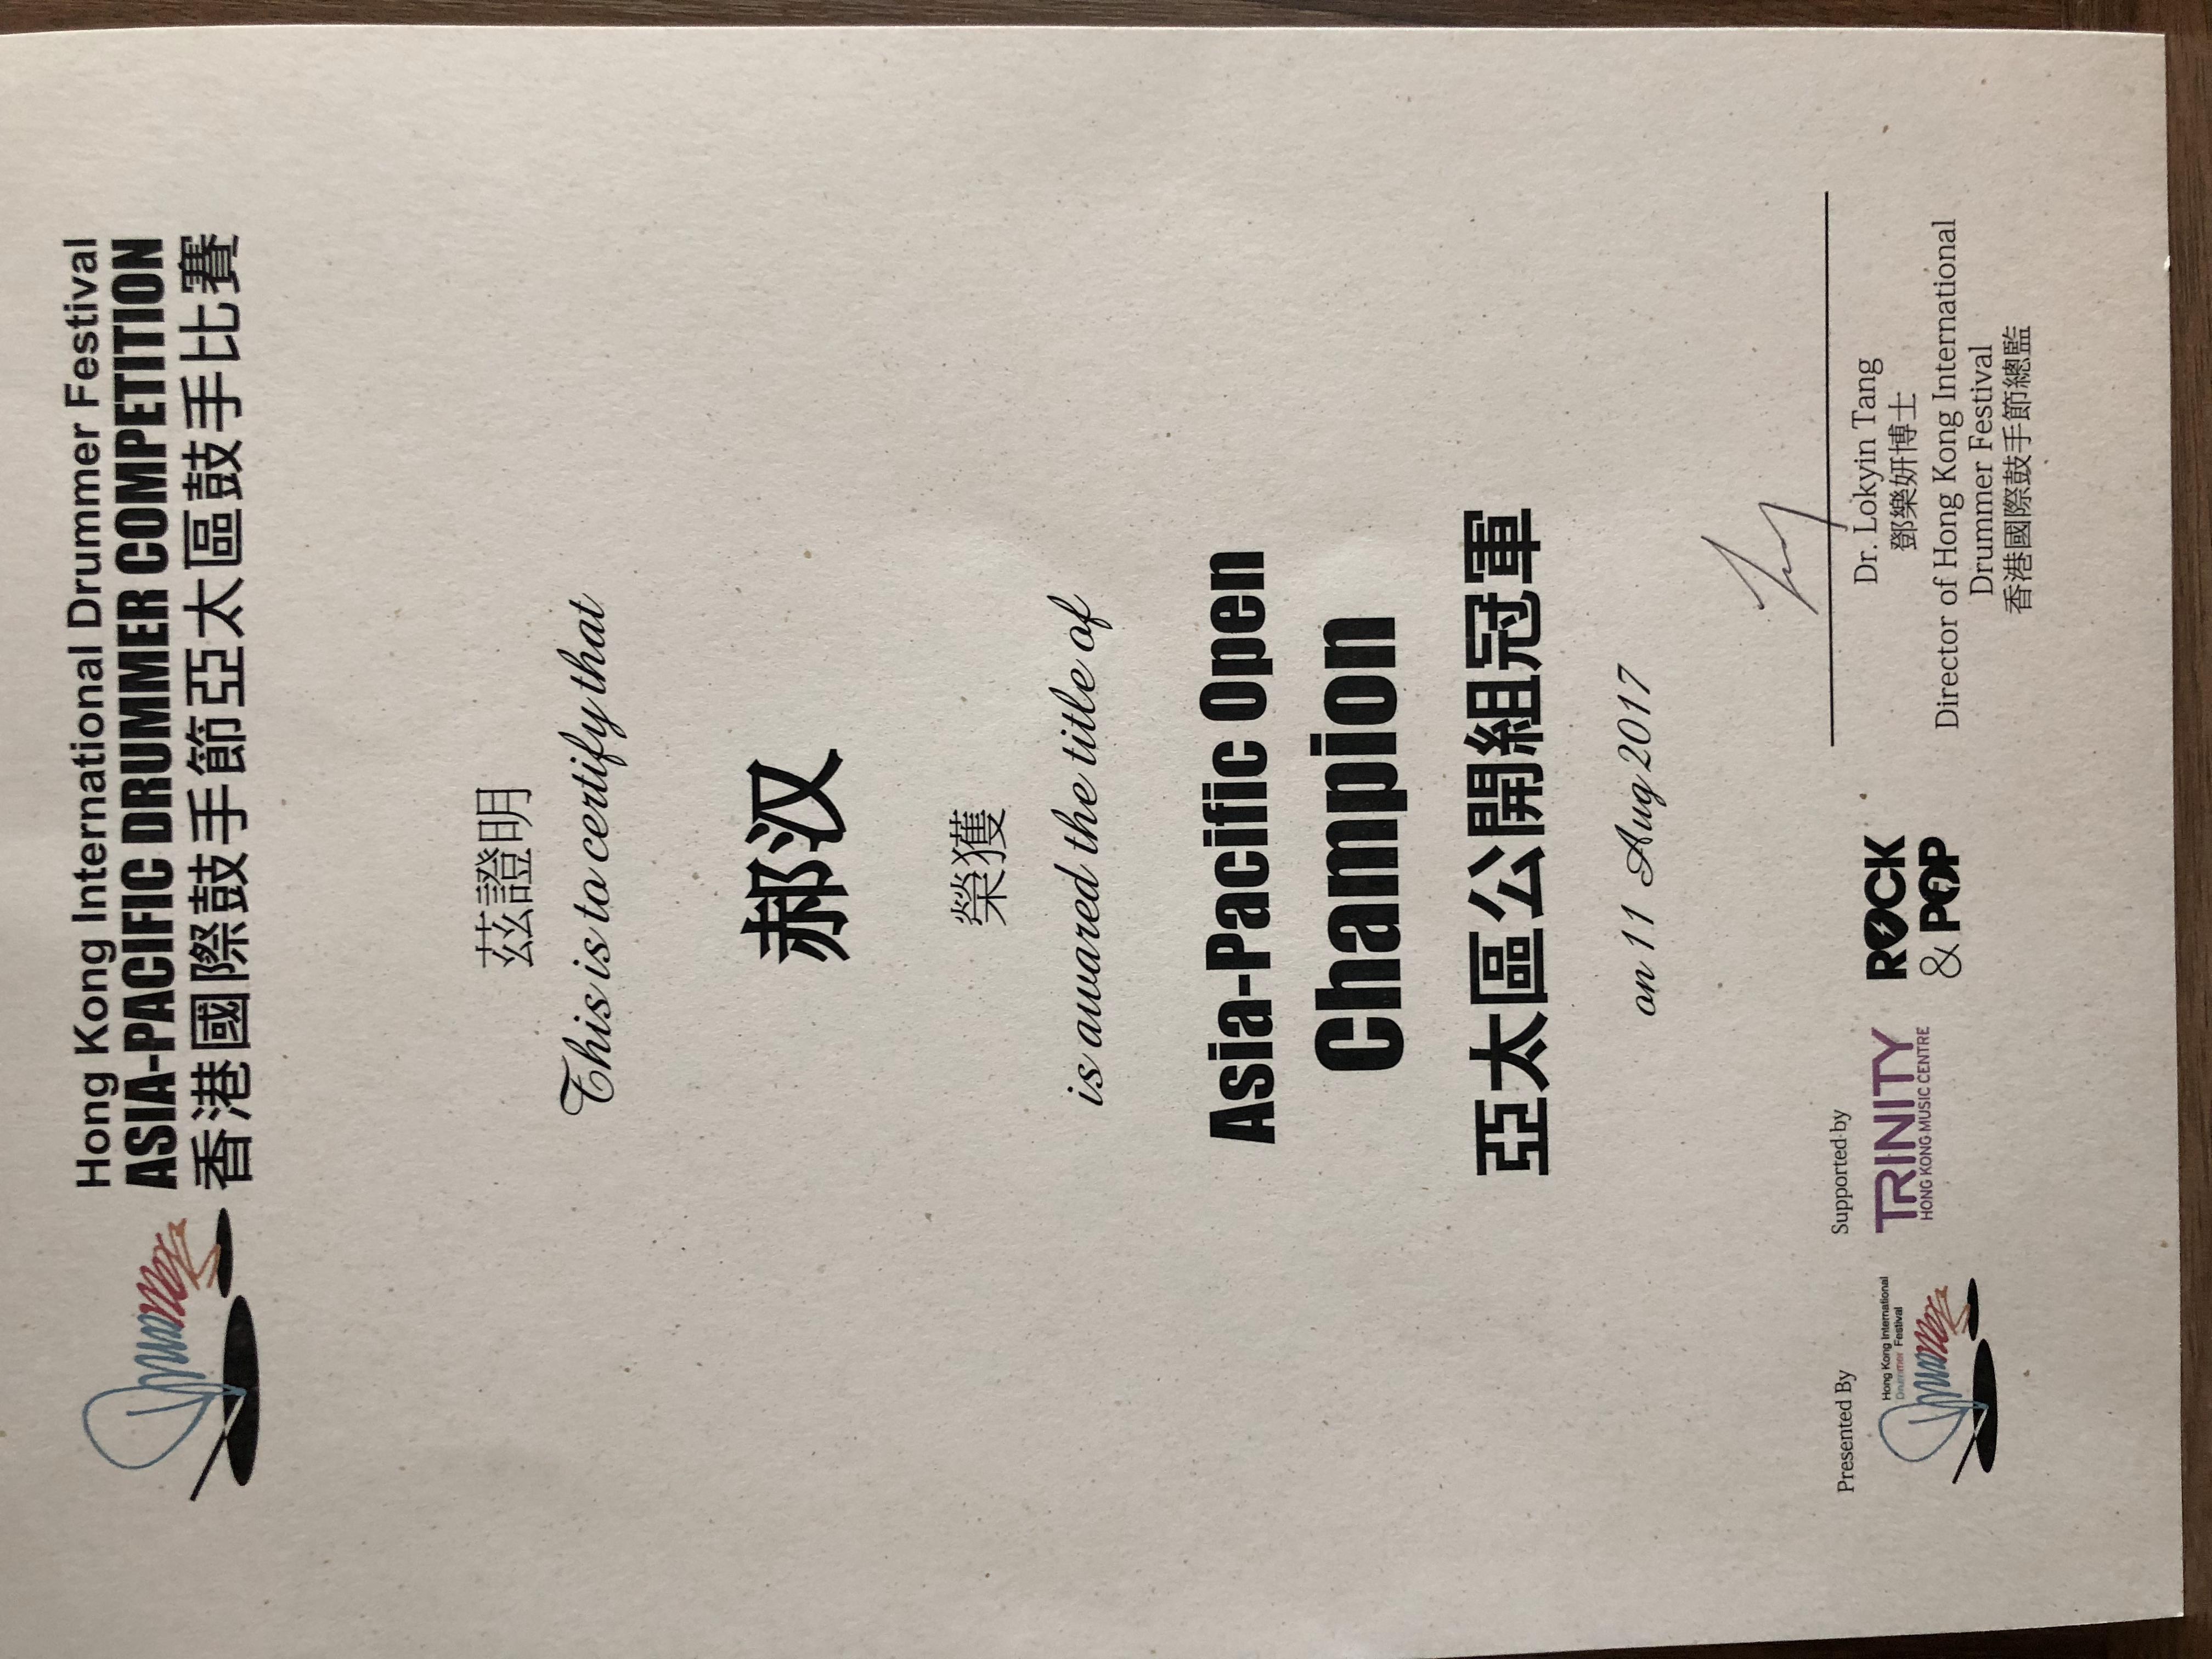 Hong Kong International Drummer Festival
ASIA-PACIFIC DRUMMER COMPETITION
香港國際鼓手節亞太區鼓手比賽
Drummer
茲證明
This is to certify that
郝汉
榮獲
is awared the title of
Asia-Pacific Open
Champion
亞太區公開組冠軍
on 11 Aug 2017
Presented By
Hong Kong International
Drummer Festival
Drummer
Supported by
TRINITY
HONG KONG MUSIC CENTRE
ROCK
& POP
Dr. Lokyin Tang
鄧樂妍博士
Director of Hong Kong International
Drummer Festival
香港國際鼓手節總監